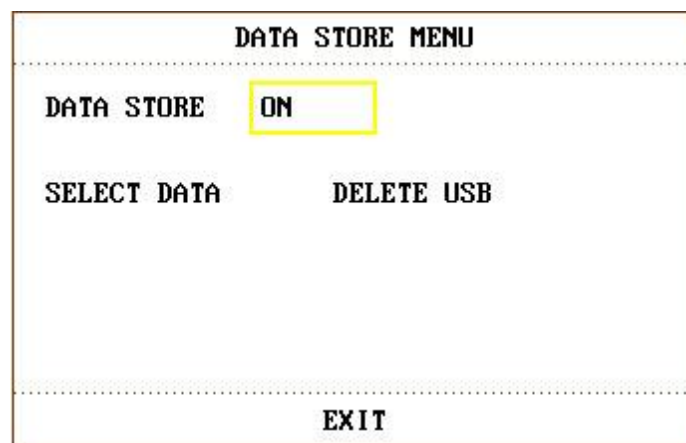 DATA STORE MENU
DATA STORE ON
SELECT DATA DELETE USB
EXIT